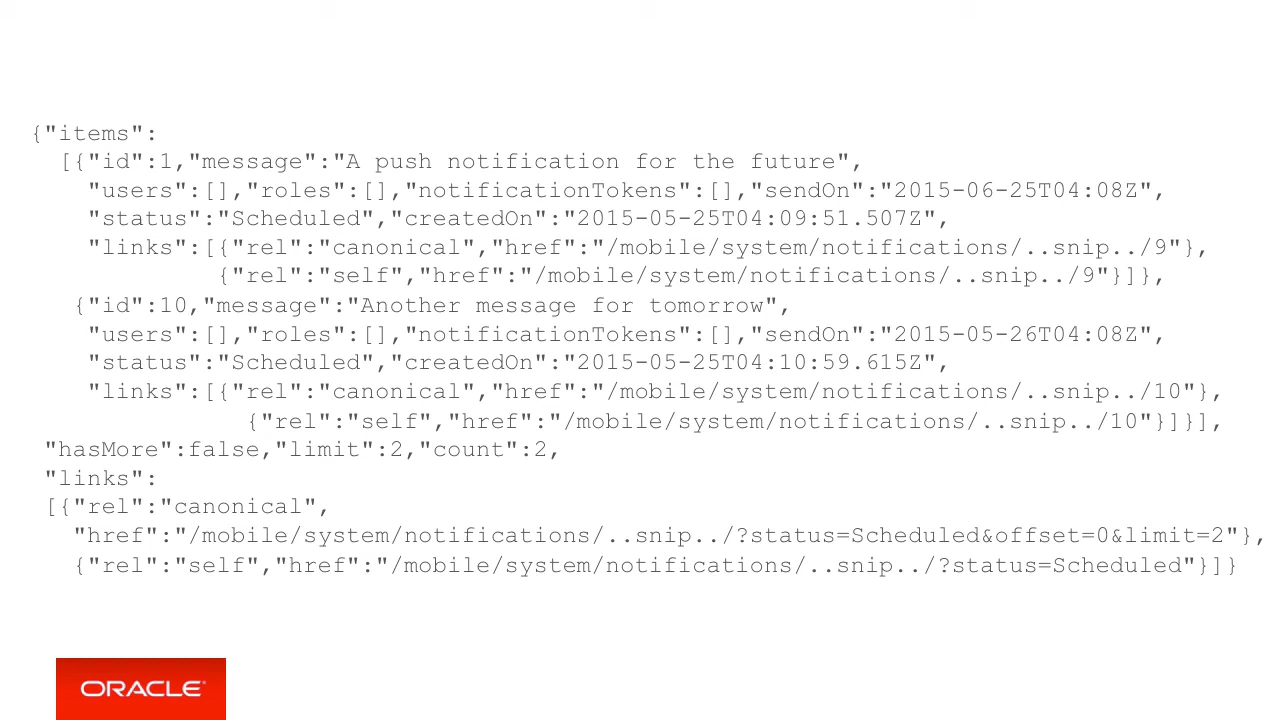 {"items":
[{"id":1,"message":"A push notification for the future",
"users":[],"roles":[],"notificationTokens":[],"sendOn":"2015-06-25T04:08Z",
"status":"Scheduled","createdOn":"2015-05-25T04:09:51.507Z",
"links":[{"rel":"canonical","href":"/mobile/system/notifications/..snip../9"},
{"rel":"self","href":"/mobile/system/notifications/..snip../9"}]},
{"id":10,"message":"Another message for tomorrow",
"users":[],"roles":[],"notificationTokens":[],"sendOn":"2015-05-26T04:08Z",
"status":"Scheduled","createdOn":"2015-05-25T04:10:59.615Z",
"links":[{"rel":"canonical","href":"/mobile/system/notifications/..snip../10"},
{"rel":"self","href":"/mobile/system/notifications/..snip../10"}]}],
"hasMore":false,"limit":2,"count":2,
"links":
[{"rel":"canonical",
"href":"/mobile/system/notifications/..snip../?status=Scheduled&offset=0&limit=2"},
{"rel":"self","href":"/mobile/system/notifications/..snip../?status=Scheduled"}]}
ORACLE